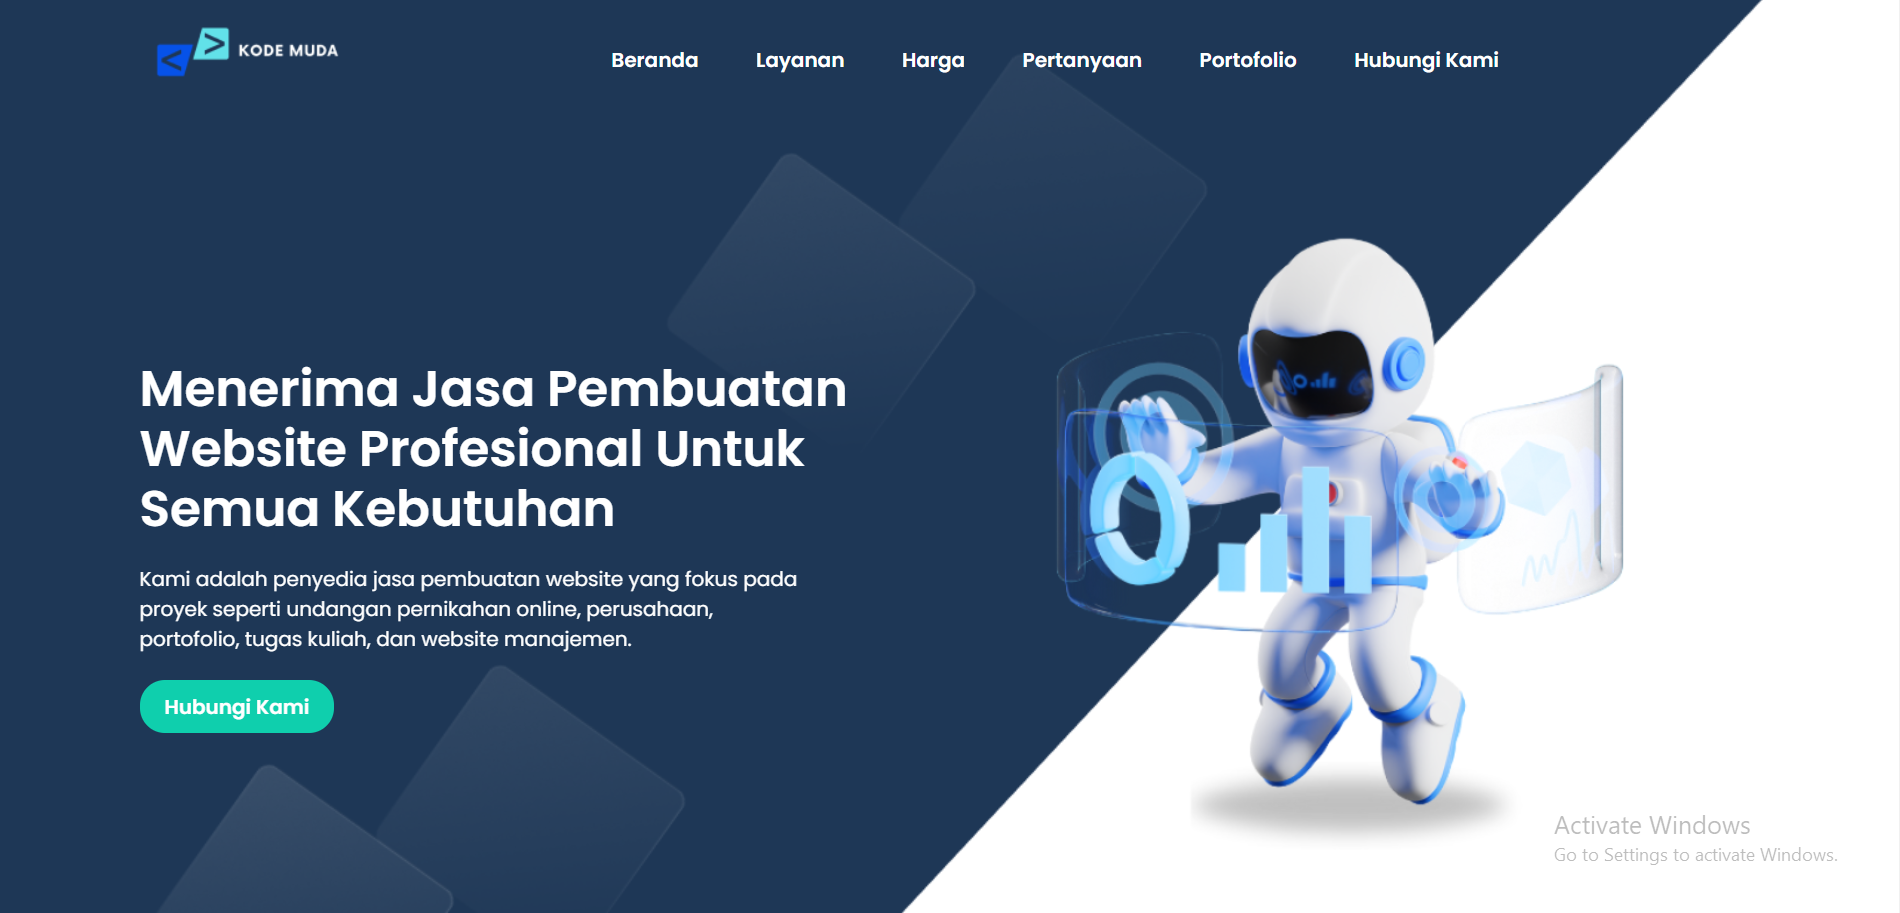 KODE MUDA
Beranda Layanan Harga Pertanyaan Portofolio Hubungi Kami
Menerima Jasa Pembuatan
Website Profesional Untuk
Semua Kebutuhan
Kami adalah penyedia jasa pembuatan website yang fokus pada
proyek seperti undangan pernikahan online, perusahaan,
portofolio, tugas kuliah, dan website manajemen.
Hubungi Kami
Activate Windows
Go to Settings to activate Windows.